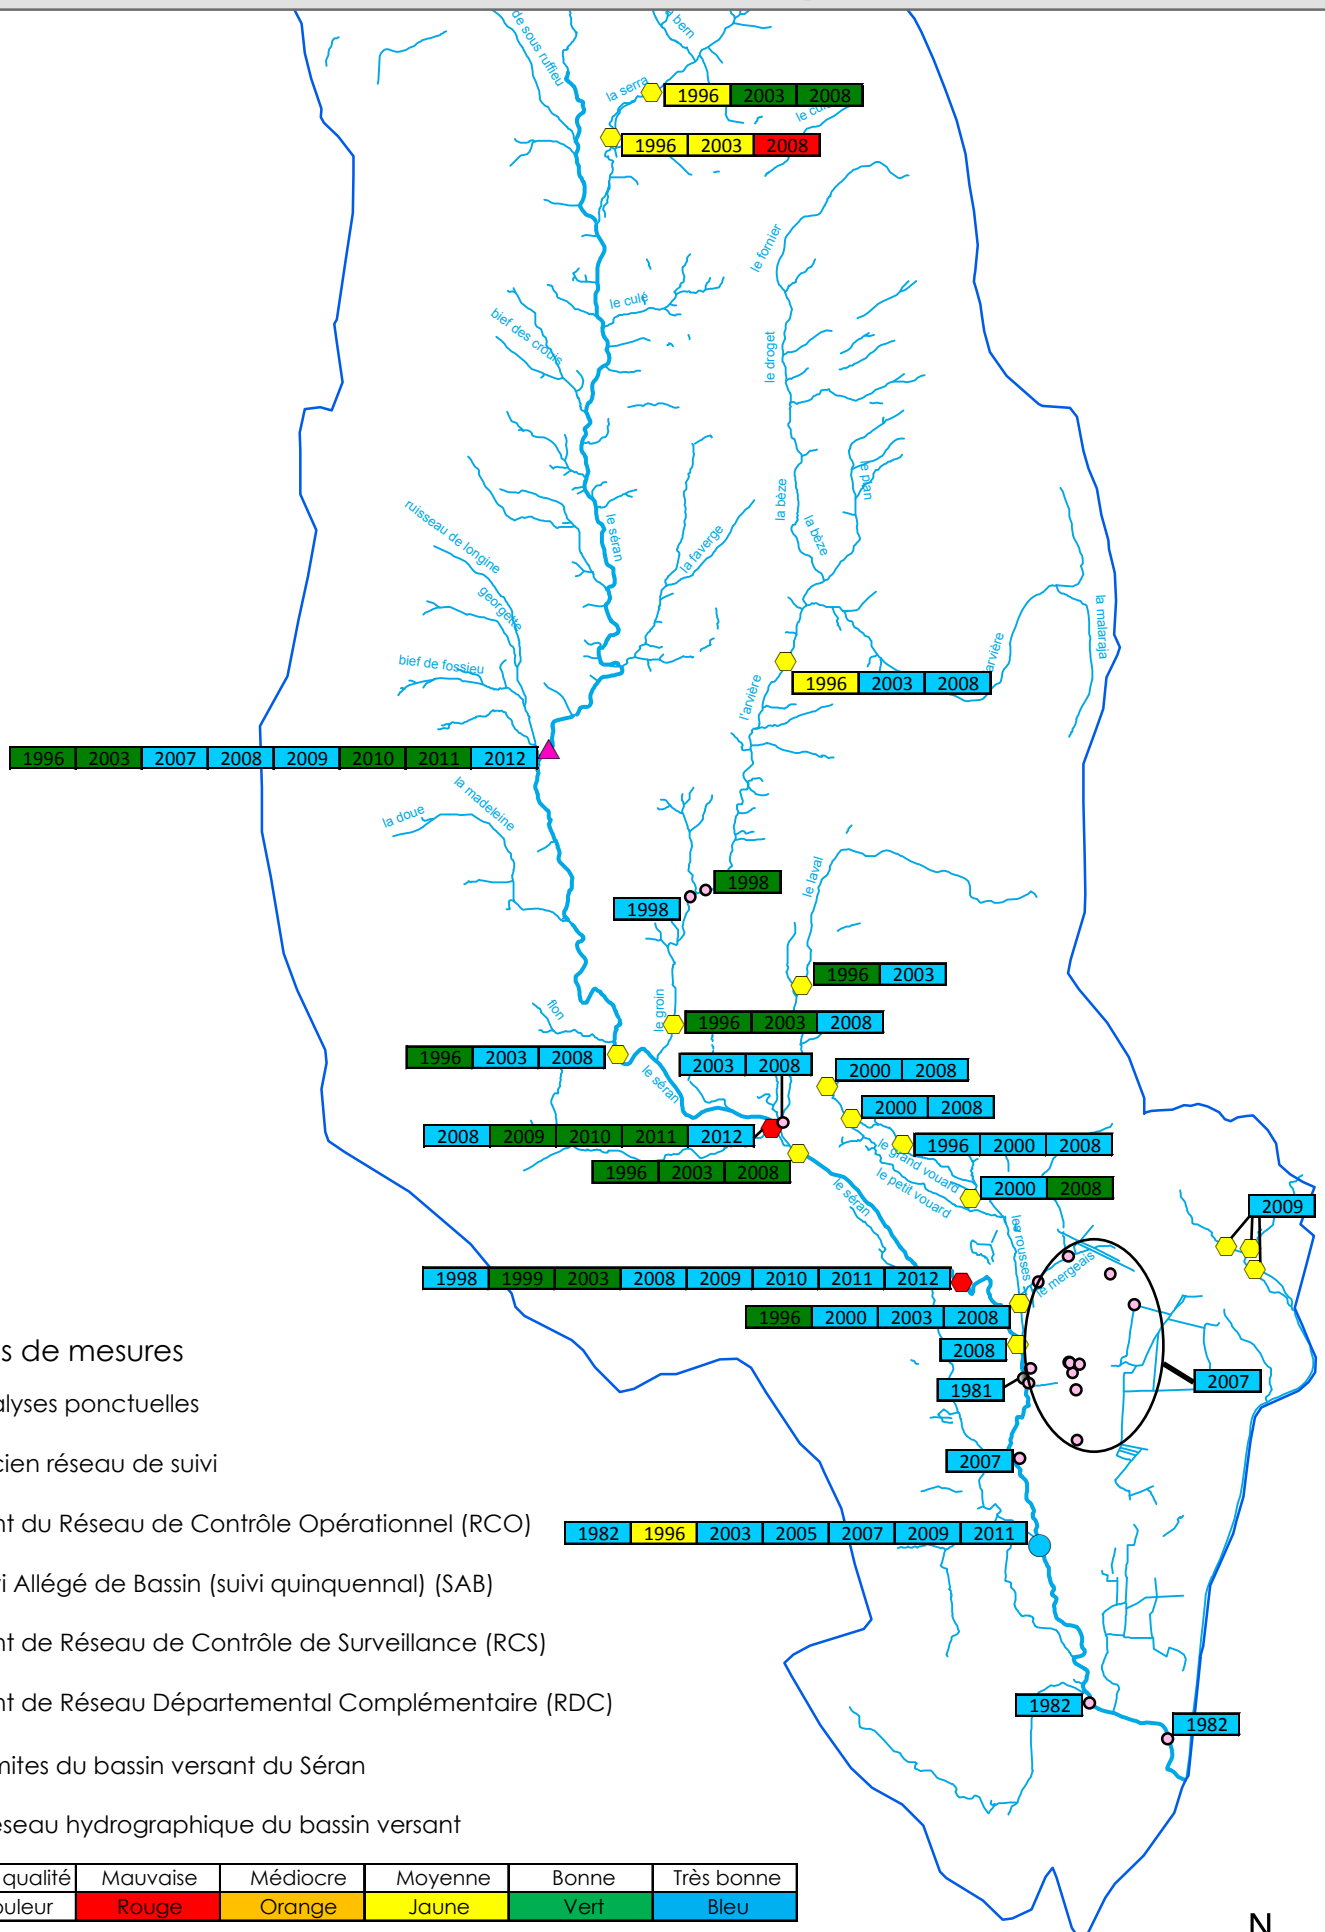 de sous ruffieu
bern
la serra
1996 2003 2008
1996 2003 2008
le fornier
le culé
bief des crouis
le droget
le plan
la bèze
la bèze
ruisseau de longine
le séran
la faverge
georgette
la malaraja
arvière
bief de fossieu
1996 2003 2008
l'arvière
1996 2003 2007 2008 2009 2010 2011 2012
la madeleine
la doue
le laval
1998
1998
1996 2003
flon
le groin
1996 2003 2008
1996 2003 2008
2003 2008
2000 2008
le séran
2000 2008
2008 2009 2010 2011 2012
1996 2000 2008
le grand vouard
1996 2003 2008
le petit vouard
2000 2008
le séran
2009
les rousses
le mergeais
1998 1999 2003 2008 2009 2010 2011 2012
1996 2000 2003 2008
2008
s de mesures
1981
2007
alyses ponctuelles
cien réseau de suivi
2007
nt du Réseau de Contrôle Opérationnel (RCO)
1982 1996 2003 2005 2007 2009 2011
i Allégé de Bassin (suivi quinquennal) (SAB)
nt de Réseau de Contrôle de Surveillance (RCS)
nt de Réseau Départemental Complémentaire (RDC)
1982
1982
mites du bassin versant du Séran
éseau hydrographique du bassin versant
qualité Mauvaise Médiocre Moyenne Bonne Très bonne
uleur Rouge Orange Jaune Vert Bleu
N